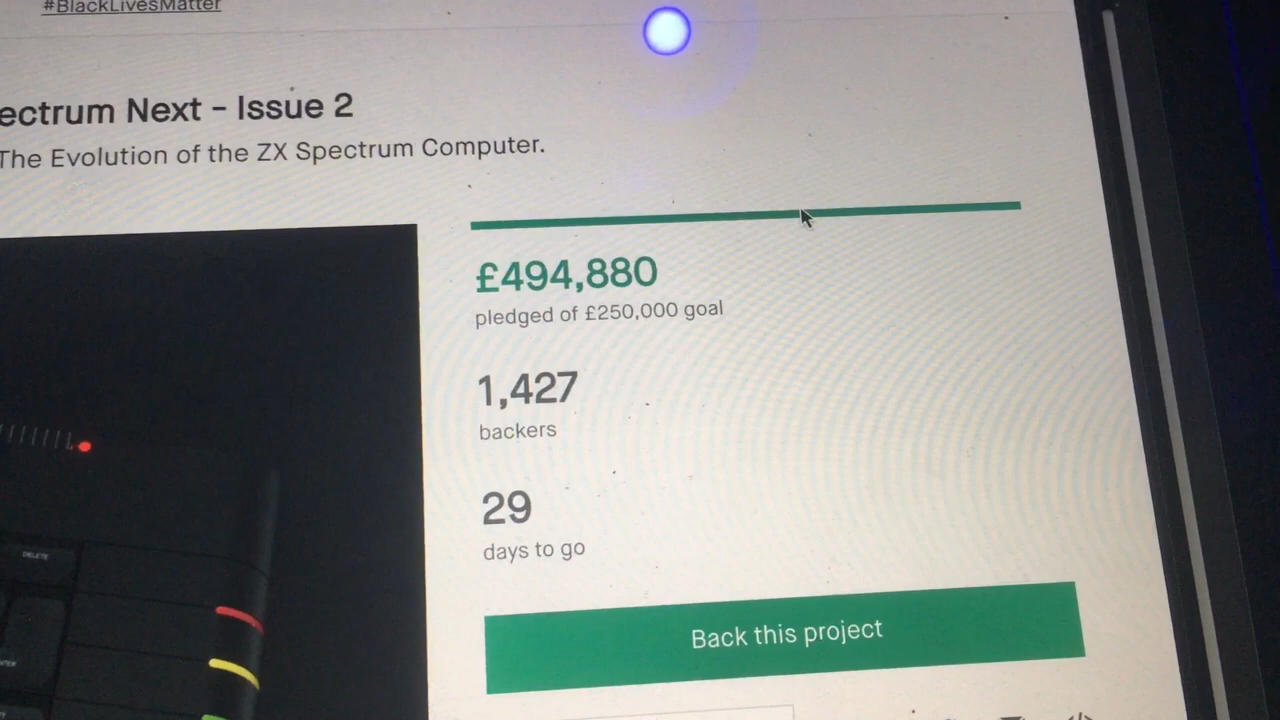 #BlackLivesMatter
ectrum Next - Issue 2
The Evolution of the ZX Spectrum Computer.
£494,880
pledged of £250,000 goal
1,427
backers
29
days to go
DELETE
Back this project